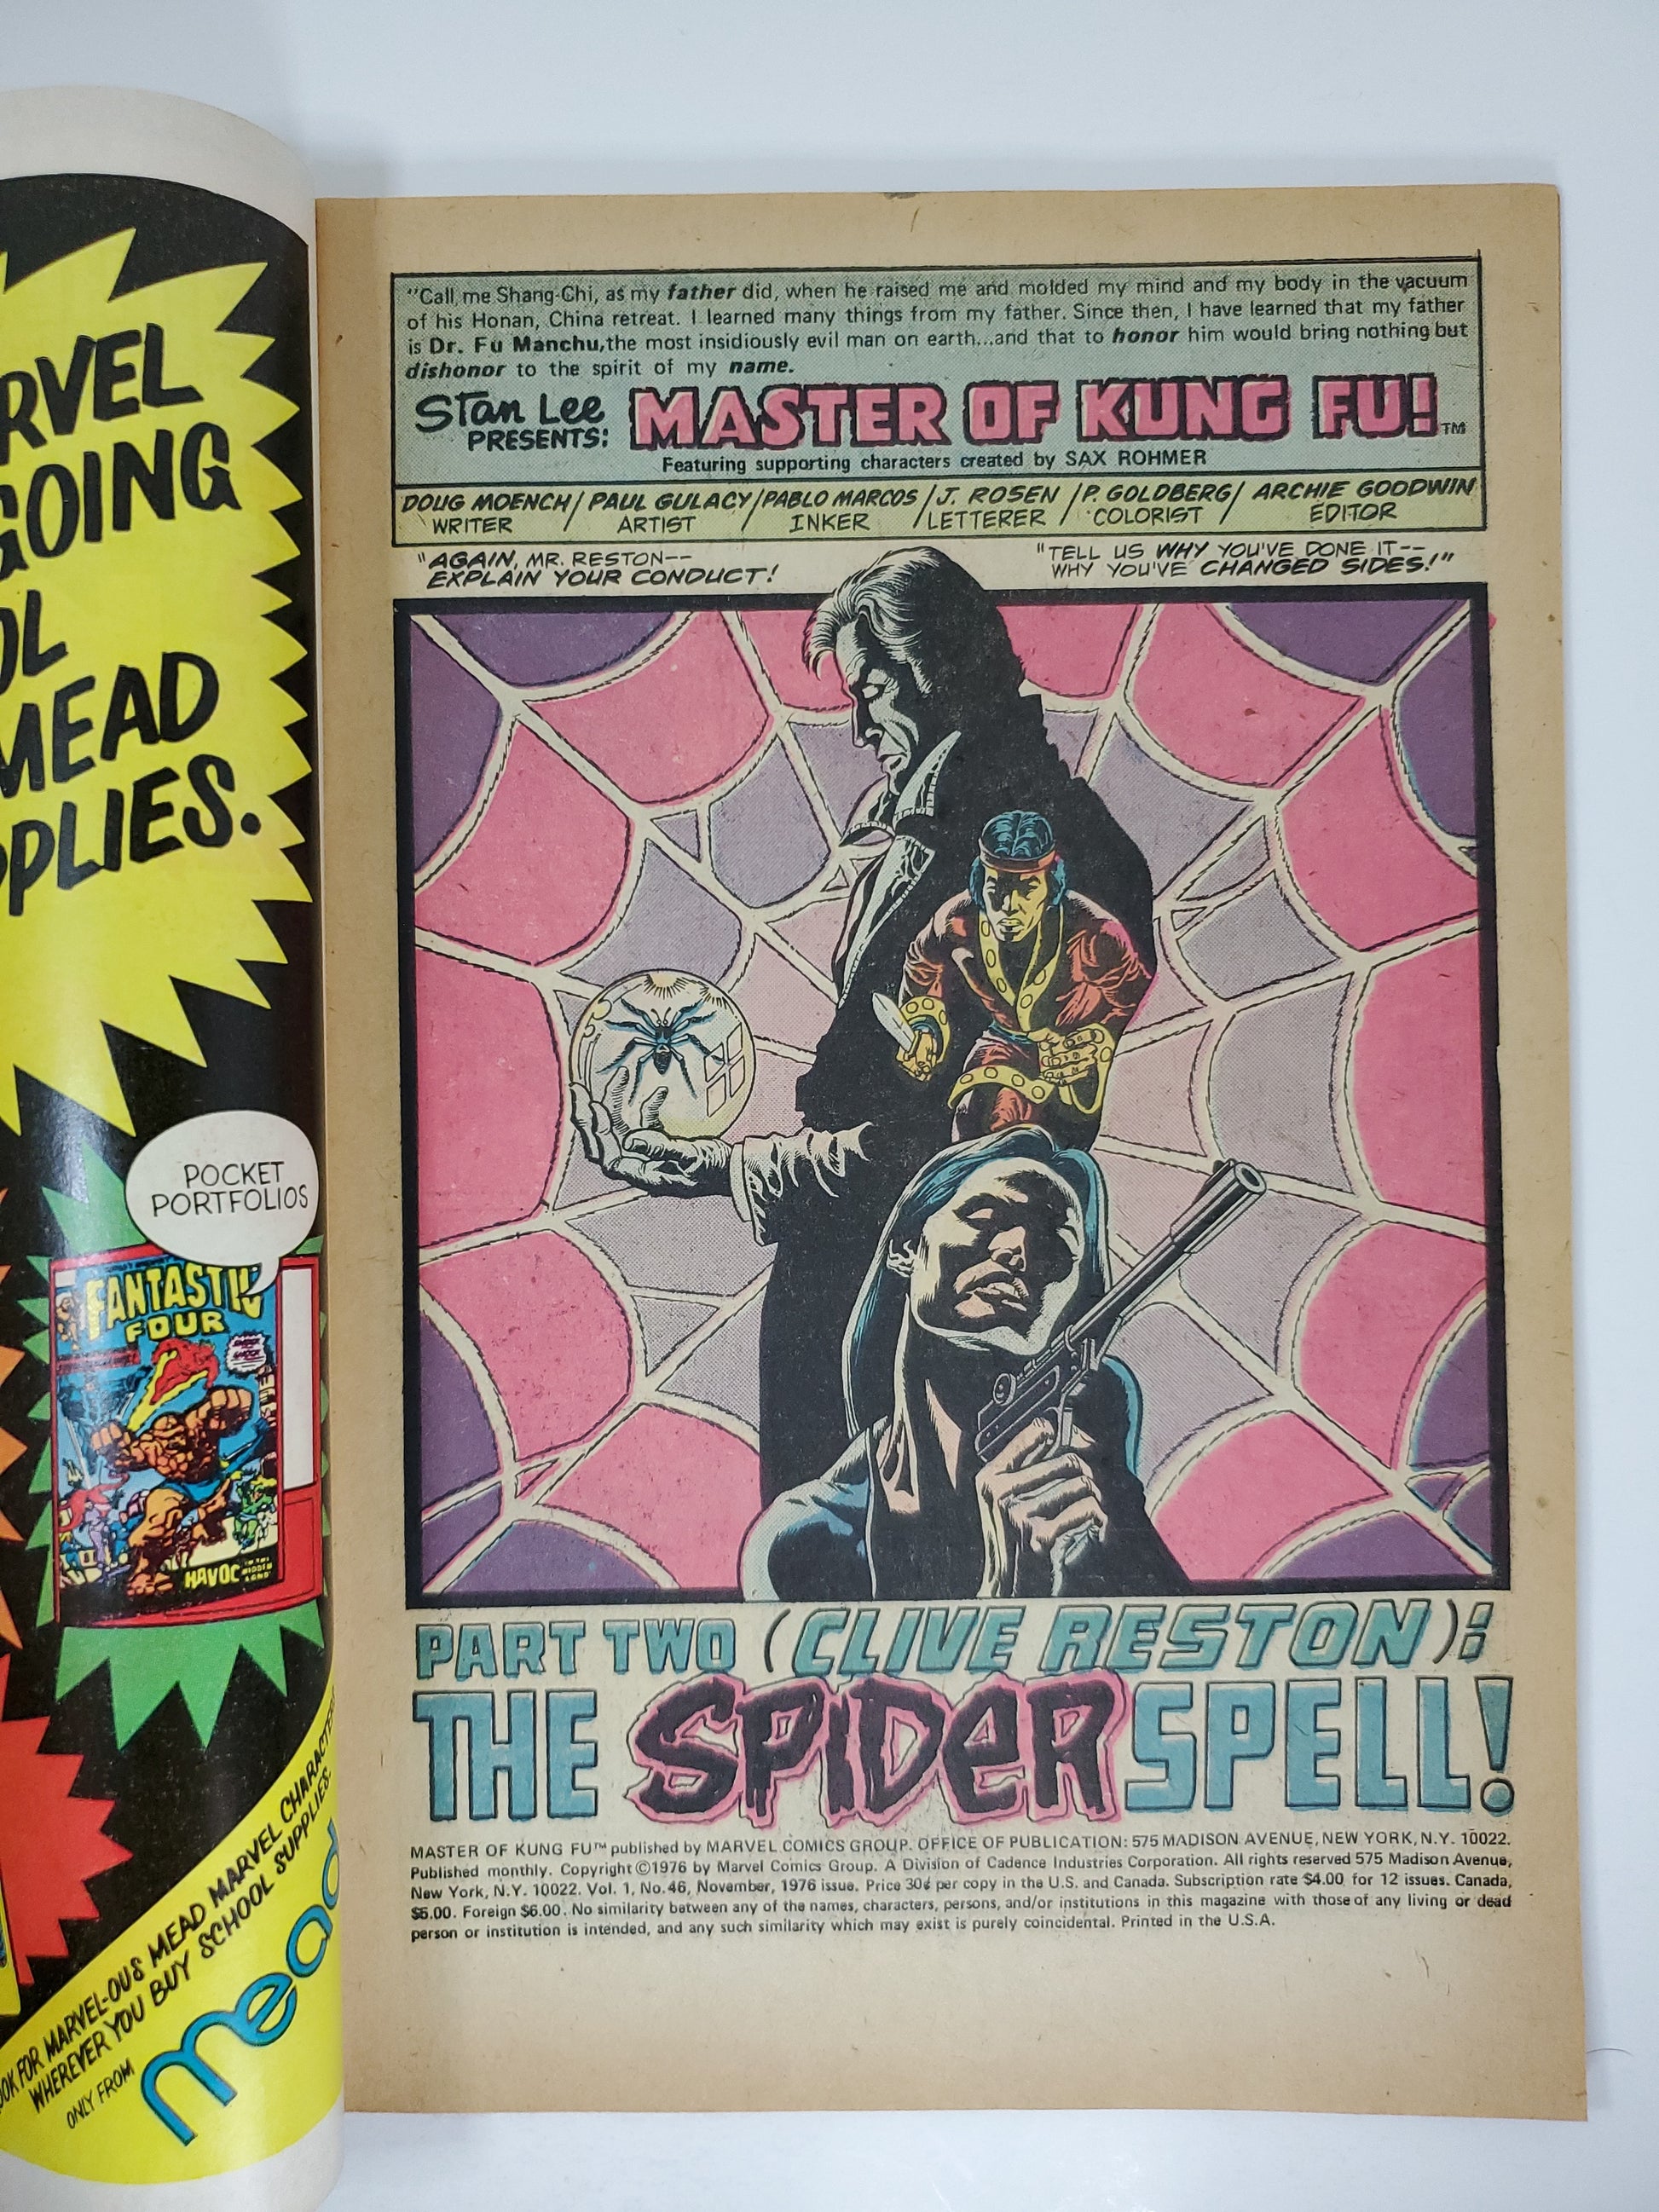 RVEL
GOING
OL
MEAD
PPLIES.
POCKET
PORTFOLIOS
FANTASTIC
FOUR
HAVOC IN THE
HIDDEN
LAND!
LOOK FOR MARVEL-OUS MEAD MARVEL CHARACTER
WHEREVER YOU BUY SCHOOL SUPPLIES.
ONLY FROM
mead
"Call me Shang-Chi, as my father did, when he raised me and molded my mind and my body in the vacuum
of his Honan, China retreat. I learned many things from my father. Since then, I have learned that my father
is Dr. Fu Manchu, the most insidiously evil man on earth...and that to honor him would bring nothing but
dishonor to the spirit of my name.
Stan Lee
PRESENTS:
MASTER OF KUNG FU! TM
Featuring supporting characters created by SAX ROHMER
DOUG MOENCH / PAUL GULACY / PABLO MARCOS / J. ROSEN / P. GOLDBERG / ARCHIE GOODWIN
WRITER ARTIST INKER LETTERER COLORIST EDITOR
"AGAIN, MR. RESTON--
EXPLAIN YOUR CONDUCT!
"TELL US WHY YOU'VE DONE IT--
WHY YOU'VE CHANGED SIDES!"
PART TWO (CLIVE RESTON):
THE SPIDER SPELL!
MASTER OF KUNG FU™ published by MARVEL COMICS GROUP. OFFICE OF PUBLICATION: 575 MADISON AVENUE, NEW YORK, N.Y. 10022.
Published monthly. Copyright ©1976 by Marvel Comics Group. A Division of Cadence Industries Corporation. All rights reserved 575 Madison Avenue,
New York, N.Y. 10022. Vol. 1, No. 46, November, 1976 issue. Price 30¢ per copy in the U.S. and Canada. Subscription rate $4.00 for 12 issues. Canada,
$5.00. Foreign $6.00. No similarity between any of the names, characters, persons, and/or institutions in this magazine with those of any living or dead
person or institution is intended, and any such similarity which may exist is purely coincidental. Printed in the U.S.A.